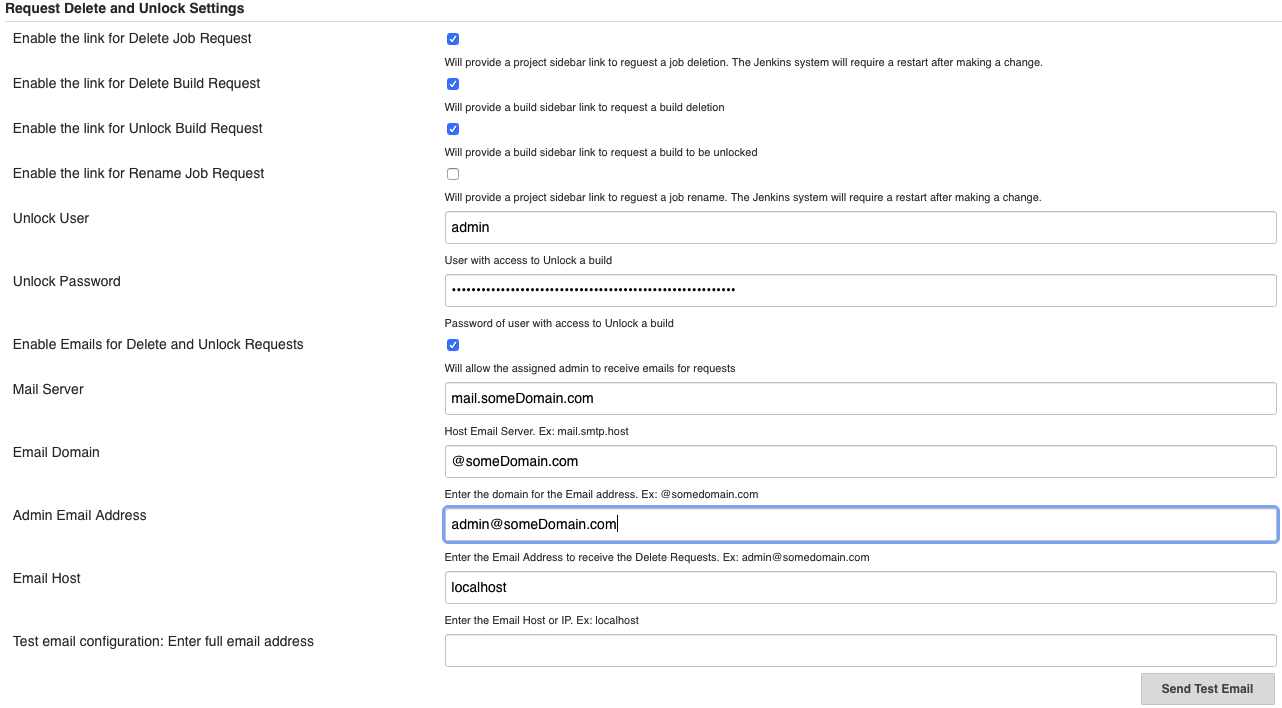 Request Delete and Unlock Settings
Enable the link for Delete Job Request
Will provide a project sidebar link to reguest a job deletion. The Jenkins system will require a restart after making a change.
Enable the link for Delete Build Request
Will provide a build sidebar link to request a build deletion
Enable the link for Unlock Build Request
Will provide a build sidebar link to request a build to be unlocked
Enable the link for Rename Job Request
Will provide a project sidebar link to reguest a job rename. The Jenkins system will require a restart after making a change.
Unlock User
admin
User with access to Unlock a build
Unlock Password
Password of user with access to Unlock a build
Enable Emails for Delete and Unlock Requests
Will allow the assigned admin to receive emails for requests
Mail Server
mail.someDomain.com
Host Email Server. Ex: mail.smtp.host
Email Domain
@someDomain.com
Enter the domain for the Email address. Ex: @somedomain.com
Admin Email Address
admin@someDomain.com
Enter the Email Address to receive the Delete Requests. Ex: admin@somedomain.com
Email Host
localhost
Enter the Email Host or IP. Ex: localhost
Test email configuration: Enter full email address
Send Test Email